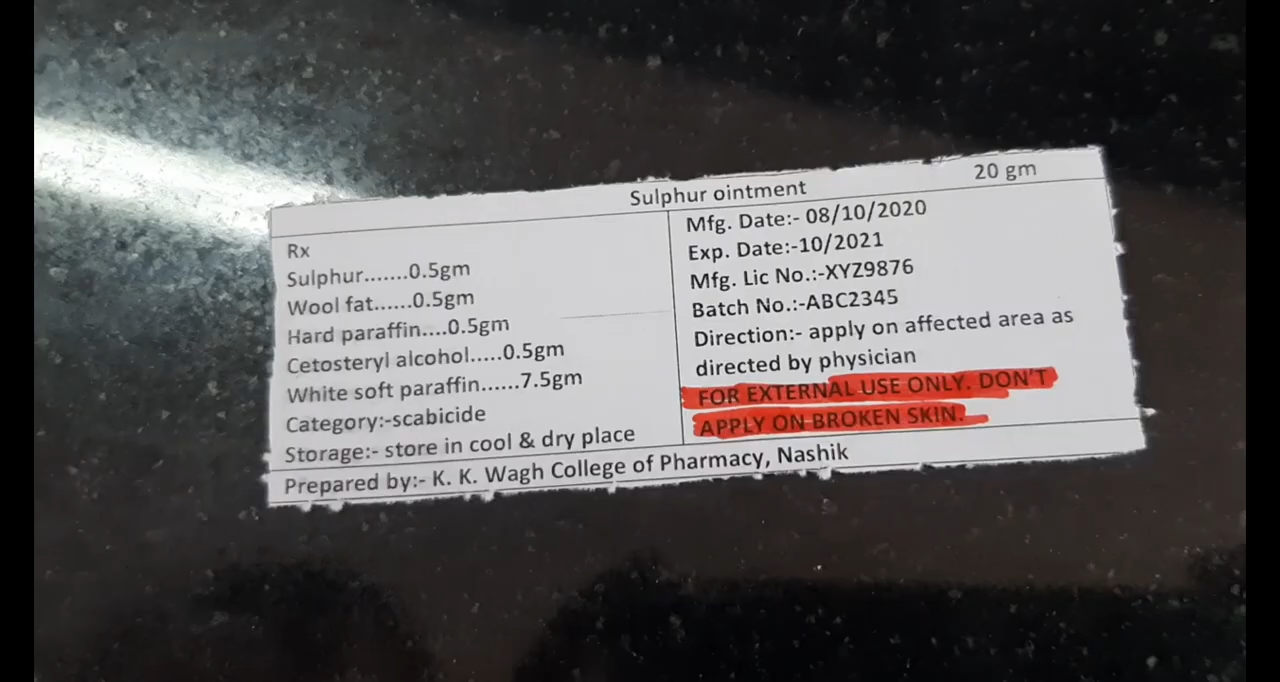 Sulphur ointment 20 gm
Rx
Sulphur.......0.5gm
Wool fat......0.5gm
Hard paraffin....0.5gm
Cetosteryl alcohol.....0.5gm
White soft paraffin......7.5gm
Category:-scabicide
Storage:- store in cool & dry place
Mfg. Date:- 08/10/2020
Exp. Date:-10/2021
Mfg. Lic No.:-XYZ9876
Batch No.:-ABC2345
Direction:- apply on affected area as
directed by physician
FOR EXTERNAL USE ONLY. DON'T
APPLY ON BROKEN SKIN.
Prepared by:- K. K. Wagh College of Pharmacy, Nashik